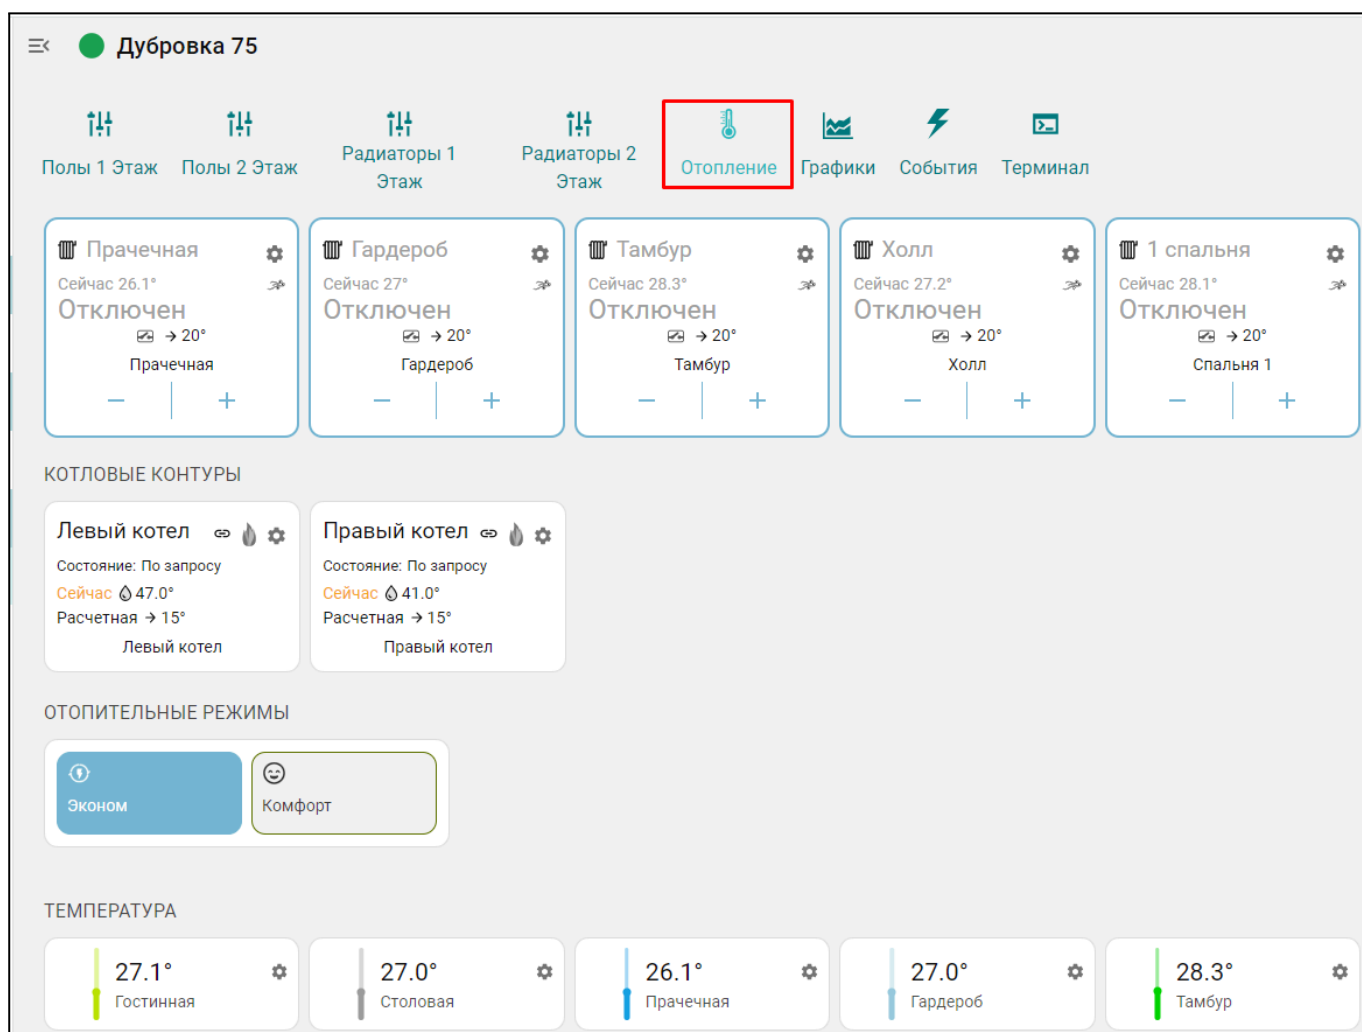 Дубровка 75
Полы 1 Этаж
Полы 2 Этаж
Радиаторы 1
Этаж
Радиаторы 2
Этаж
Отопление
Графики
События
Терминал
Прачечная
Сейчас 26.1°
Отключен
→ 20°
Прачечная
− +
Гардероб
Сейчас 27°
Отключен
→ 20°
Гардероб
− +
Тамбур
Сейчас 28.3°
Отключен
→ 20°
Тамбур
− +
Холл
Сейчас 27.2°
Отключен
→ 20°
Холл
− +
1 спальня
Сейчас 28.1°
Отключен
→ 20°
Спальня 1
− +
КОТЛОВЫЕ КОНТУРЫ
Левый котел
Состояние: По запросу
Сейчас 47.0°
Расчетная → 15°
Левый котел
Правый котел
Состояние: По запросу
Сейчас 41.0°
Расчетная → 15°
Правый котел
ОТОПИТЕЛЬНЫЕ РЕЖИМЫ
Эконом
Комфорт
ТЕМПЕРАТУРА
27.1°
Гостинная
27.0°
Столовая
26.1°
Прачечная
27.0°
Гардероб
28.3°
Тамбур